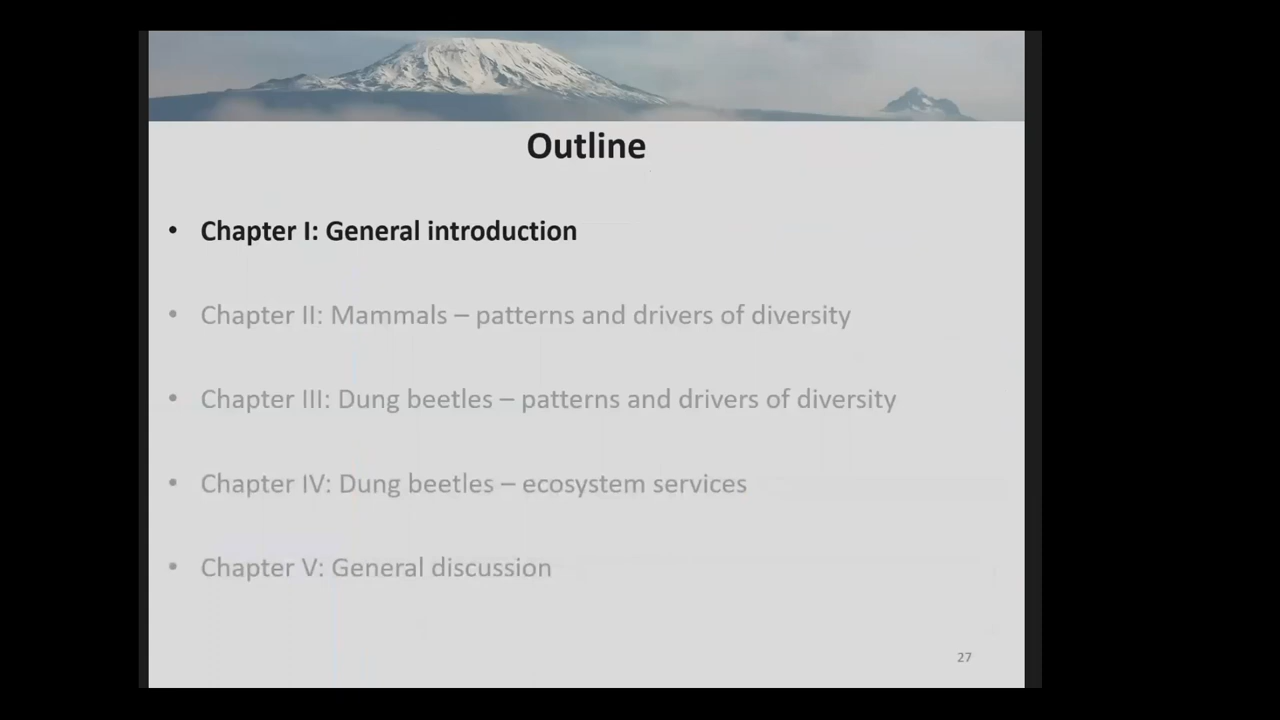 Outline
• Chapter I: General introduction
• Chapter II: Mammals – patterns and drivers of diversity
• Chapter III: Dung beetles – patterns and drivers of diversity
• Chapter IV: Dung beetles – ecosystem services
• Chapter V: General discussion
27